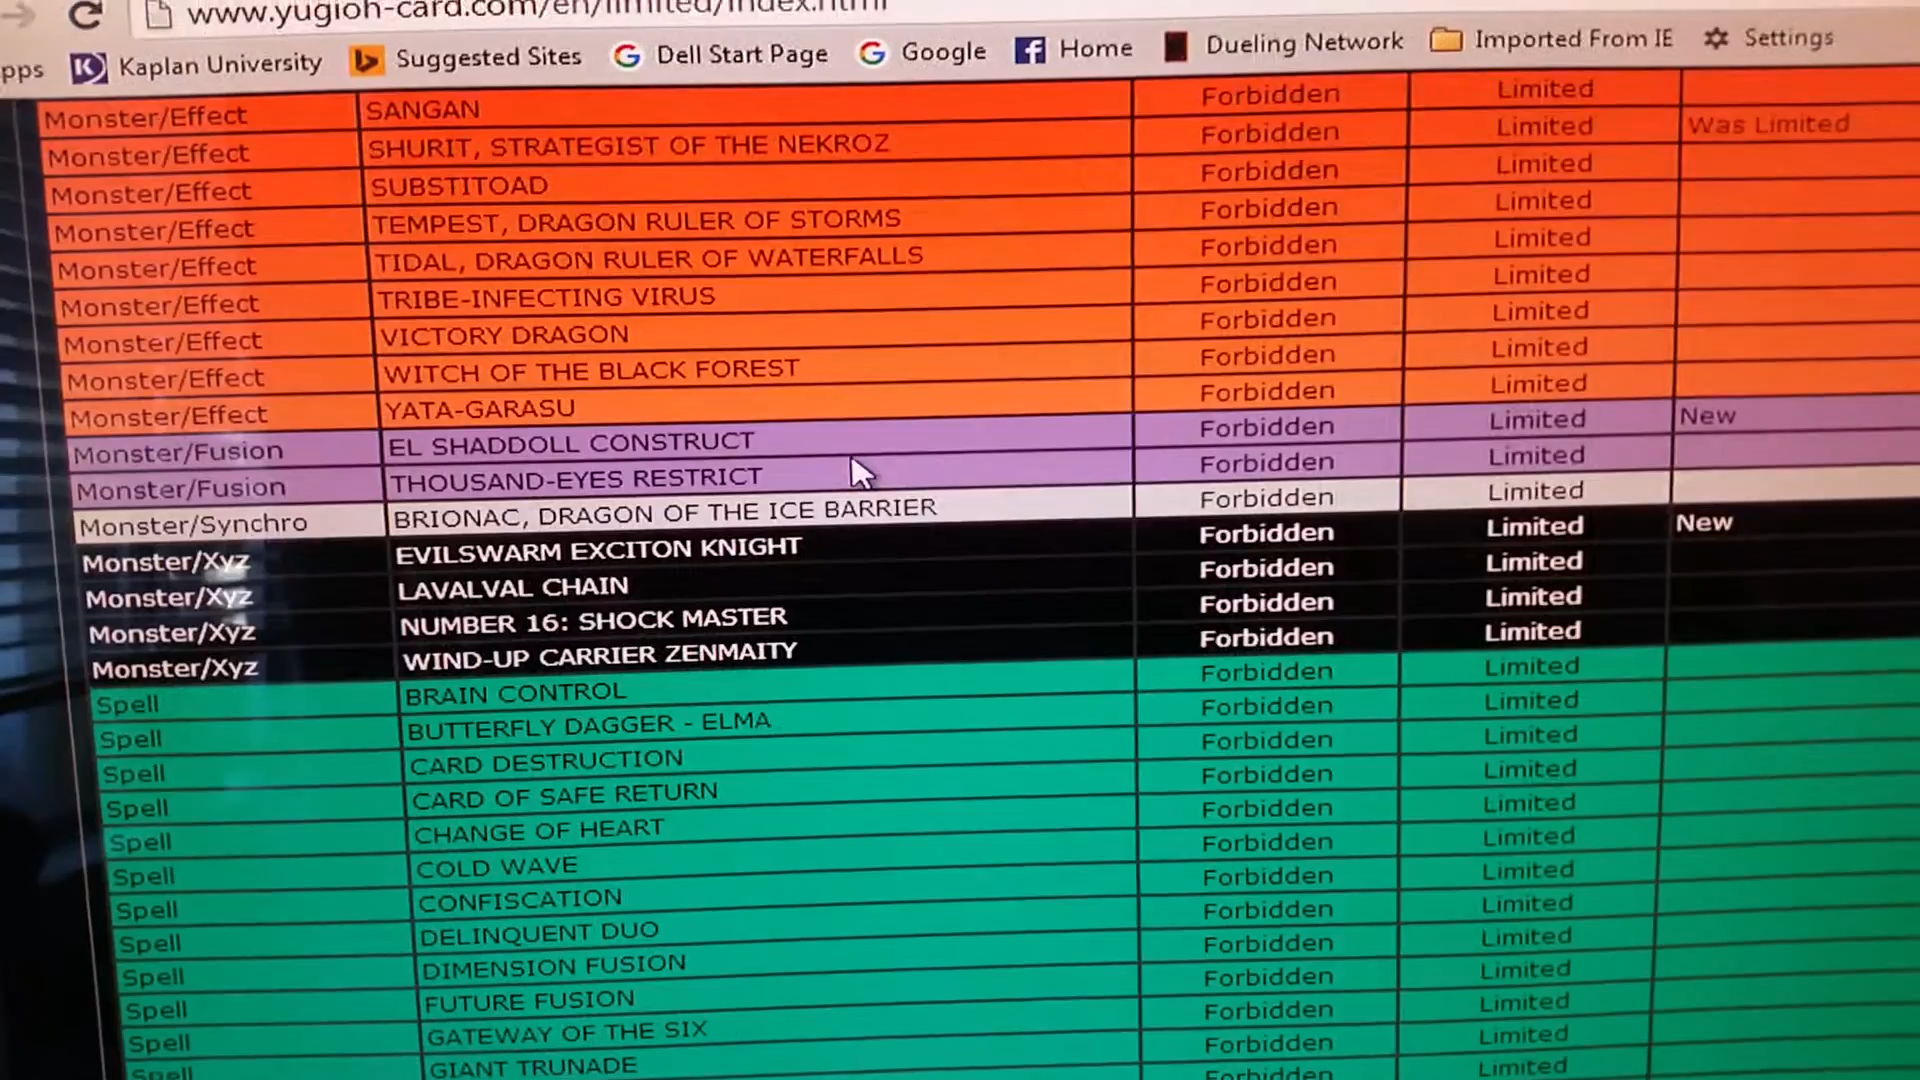 www.yugioh-card.com/en/limited/index.html
pps Kaplan University Suggested Sites Dell Start Page Google Home Dueling Network Imported From IE Settings
Monster/Effect SANGAN Forbidden Limited
Monster/Effect SHURIT, STRATEGIST OF THE NEKROZ Forbidden Limited Was Limited
Monster/Effect SUBSTITOAD Forbidden Limited
Monster/Effect TEMPEST, DRAGON RULER OF STORMS Forbidden Limited
Monster/Effect TIDAL, DRAGON RULER OF WATERFALLS Forbidden Limited
Monster/Effect TRIBE-INFECTING VIRUS Forbidden Limited
Monster/Effect VICTORY DRAGON Forbidden Limited
Monster/Effect WITCH OF THE BLACK FOREST Forbidden Limited
Monster/Effect YATA-GARASU Forbidden Limited
Monster/Fusion EL SHADDOLL CONSTRUCT Forbidden Limited New
Monster/Fusion THOUSAND-EYES RESTRICT Forbidden Limited
Monster/Synchro BRIONAC, DRAGON OF THE ICE BARRIER Forbidden Limited
Monster/Xyz EVILSWARM EXCITON KNIGHT Forbidden Limited New
Monster/Xyz LAVALVAL CHAIN Forbidden Limited
Monster/Xyz NUMBER 16: SHOCK MASTER Forbidden Limited
Monster/Xyz WIND-UP CARRIER ZENMAITY Forbidden Limited
Spell BRAIN CONTROL Forbidden Limited
Spell BUTTERFLY DAGGER - ELMA Forbidden Limited
Spell CARD DESTRUCTION Forbidden Limited
Spell CARD OF SAFE RETURN Forbidden Limited
Spell CHANGE OF HEART Forbidden Limited
Spell COLD WAVE Forbidden Limited
Spell CONFISCATION Forbidden Limited
Spell DELINQUENT DUO Forbidden Limited
Spell DIMENSION FUSION Forbidden Limited
Spell FUTURE FUSION Forbidden Limited
Spell GATEWAY OF THE SIX Forbidden Limited
Spell GIANT TRUNADE Forbidden Limited
Forbidden Limited